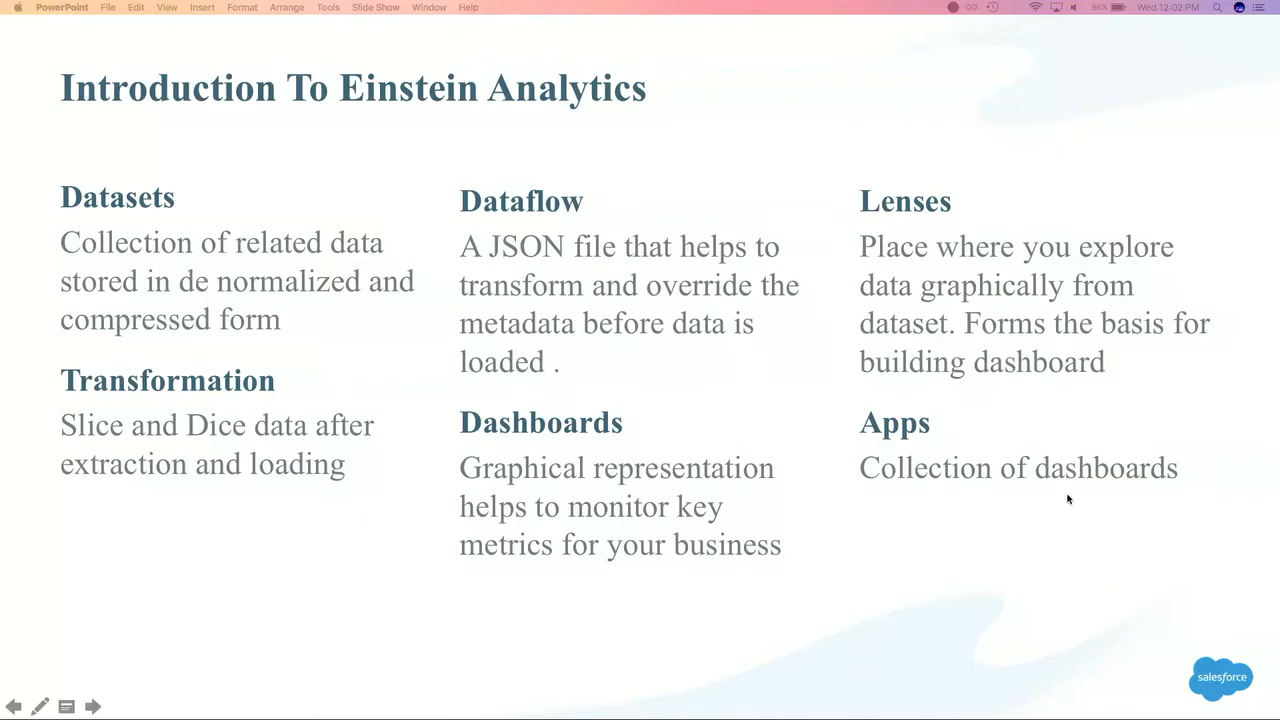 PowerPoint File Edit View Insert Format Arrange Tools Slide Show Window Help 98% Wed 12:02 PM
Introduction To Einstein Analytics
Datasets
Collection of related data
stored in de normalized and
compressed form
Transformation
Slice and Dice data after
extraction and loading
Dataflow
A JSON file that helps to
transform and override the
metadata before data is
loaded .
Dashboards
Graphical representation
helps to monitor key
metrics for your business
Lenses
Place where you explore
data graphically from
dataset. Forms the basis for
building dashboard
Apps
Collection of dashboards
salesforce